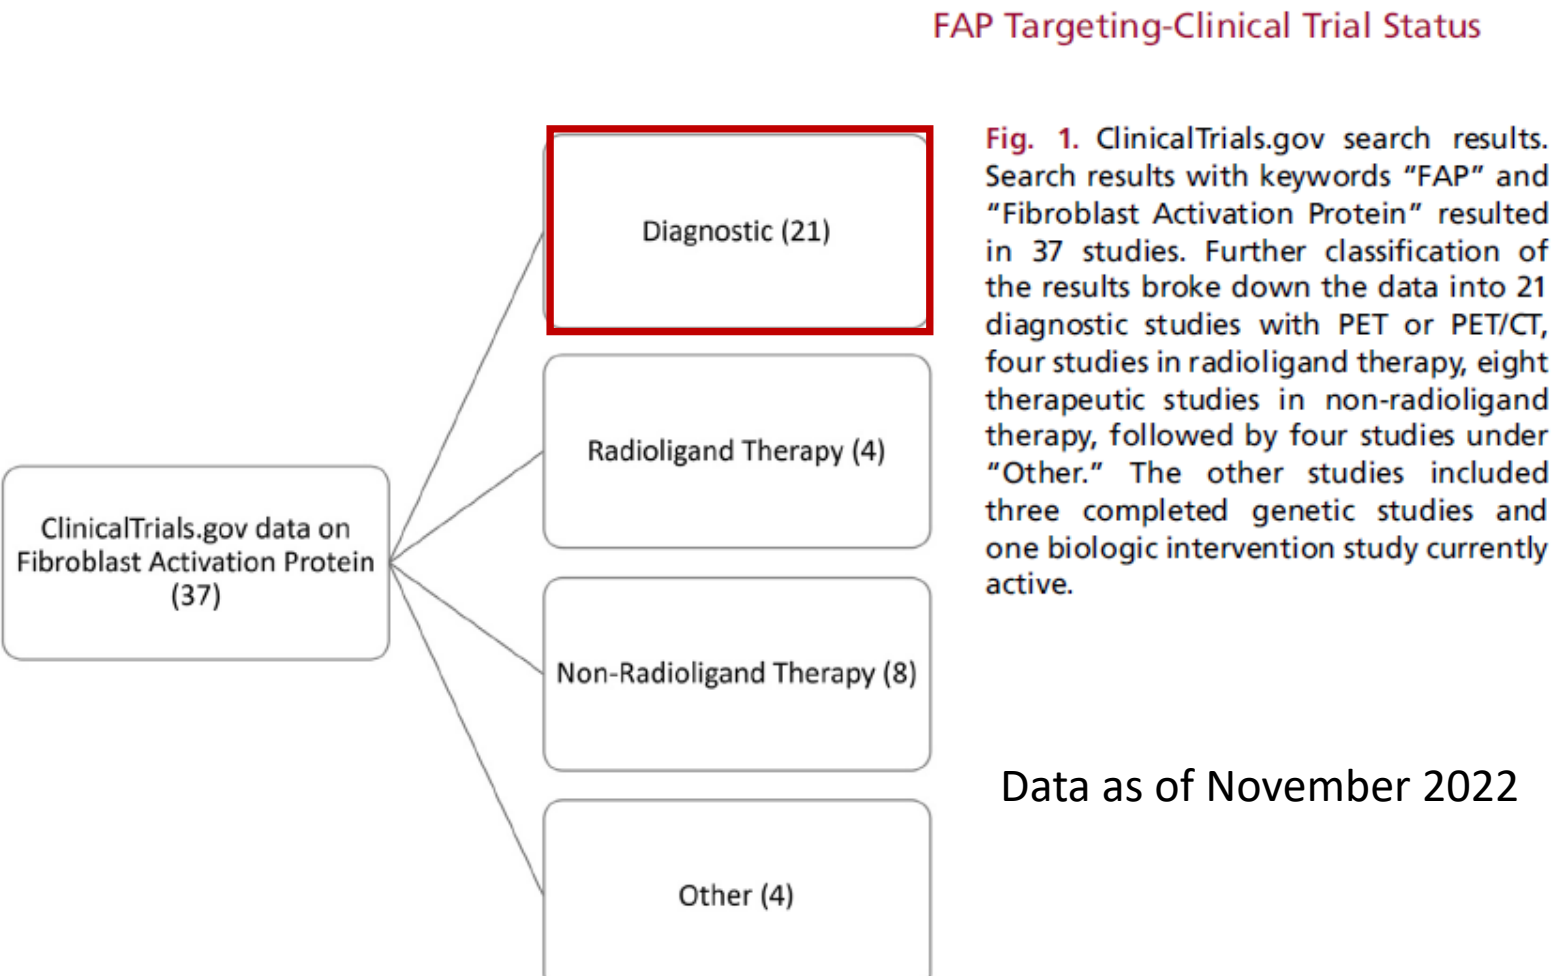 FAP Targeting-Clinical Trial Status
Diagnostic (21)
Radioligand Therapy (4)
ClinicalTrials.gov data on
Fibroblast Activation Protein
(37)
Non-Radioligand Therapy (8)
Other (4)
Fig. 1. ClinicalTrials.gov search results.
Search results with keywords “FAP” and
“Fibroblast Activation Protein” resulted
in 37 studies. Further classification of
the results broke down the data into 21
diagnostic studies with PET or PET/CT,
four studies in radioligand therapy, eight
therapeutic studies in non-radioligand
therapy, followed by four studies under
“Other.” The other studies included
three completed genetic studies and
one biologic intervention study currently
active.
Data as of November 2022